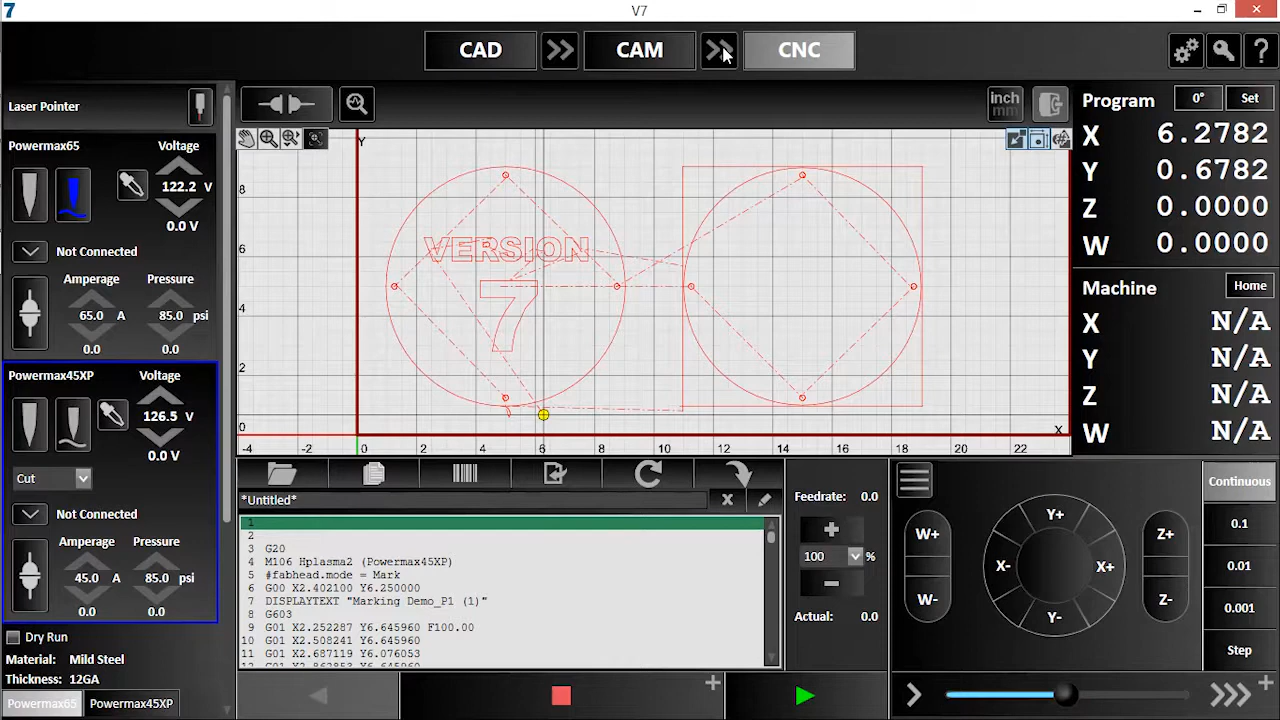 7
V7
CAD
CAM
CNC
?
Laser Pointer
Powermax65
Voltage
122.2 V
0.0 V
Not Connected
Amperage
Pressure
65.0 A
85.0 psi
0.0
0.0
Powermax45XP
Voltage
126.5 V
0.0 V
Cut
Not Connected
Amperage
Pressure
45.0 A
85.0 psi
0.0
0.0
Dry Run
Material: Mild Steel
Thickness: 12GA
Powermax65
Powermax45XP
inch
mm
Y
8
6
4
2
0
VERSION
7
X
-4 -2 0 2 4 6 8 10 12 14 16 18 20 22
*Untitled*
1
2
3 G20
4 M106 Hplasma2 (Powermax45XP)
5 #fabhead.mode = Mark
6 G00 X2.402100 Y6.250000
7 DISPLAYTEXT "Marking Demo_P1 (1)"
8 G603
9 G01 X2.252287 Y6.645960 F100.00
10 G01 X2.508241 Y6.645960
11 G01 X2.687119 Y6.076053
12 G01 X2.862853 Y6.645960
Feedrate: 0.0
100 %
Actual: 0.0
Program
0°
Set
X 6.2782
Y 0.6782
Z 0.0000
W 0.0000
Machine
Home
X N/A
Y N/A
Z N/A
W N/A
W+
W-
Y+
X-
X+
Y-
Z+
Z-
Continuous
0.1
0.01
0.001
Step